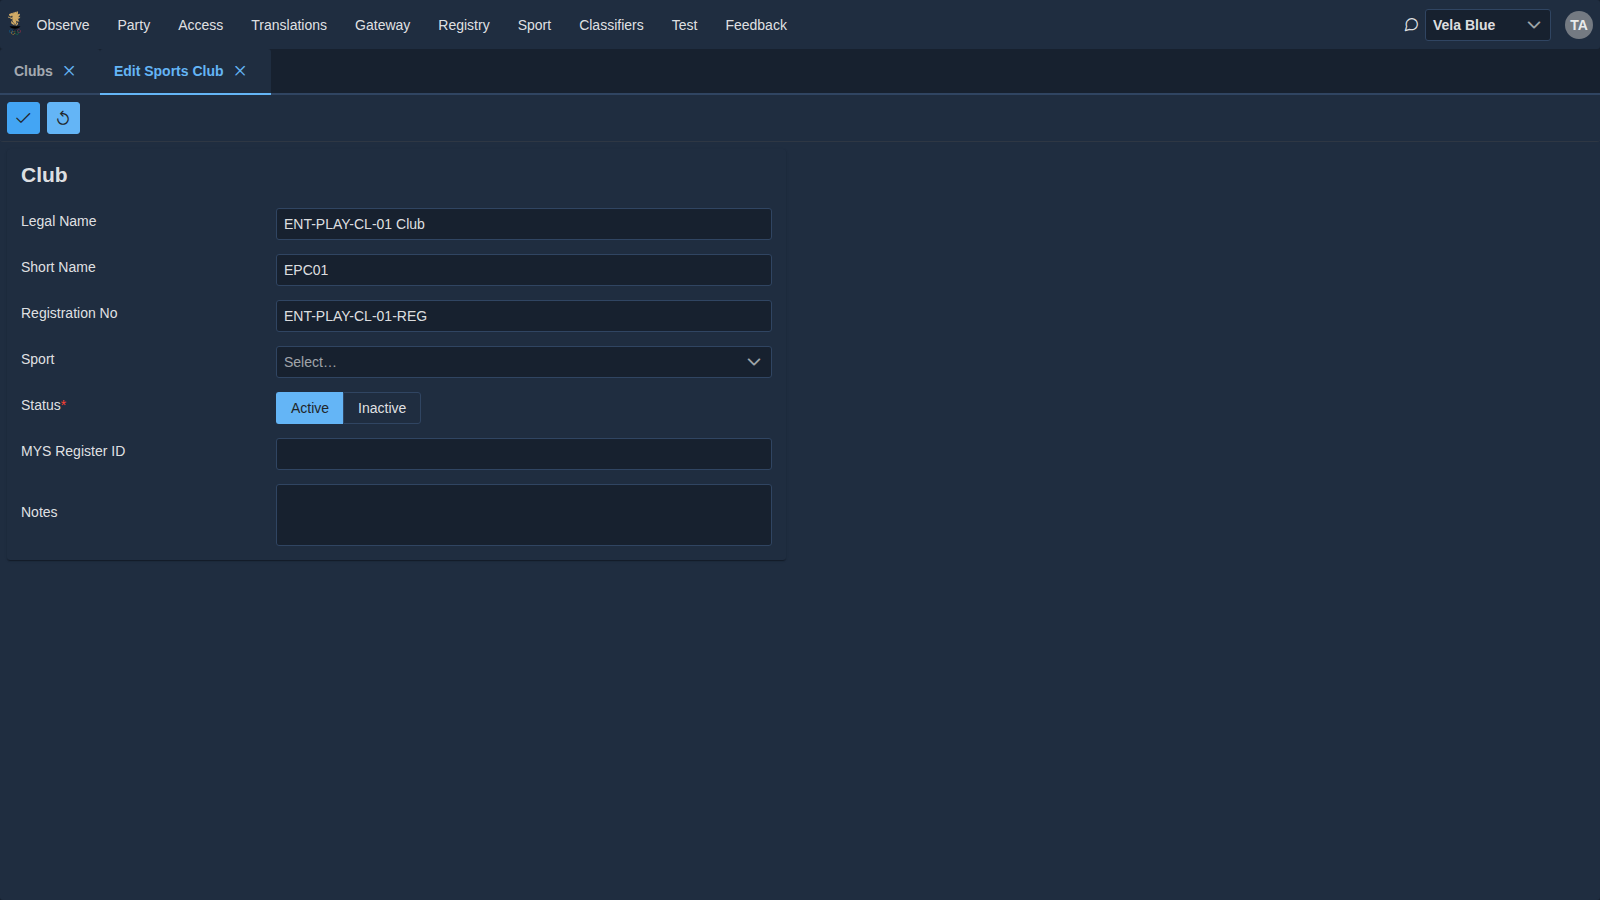 Observe Party Access Translations Gateway Registry Sport Classifiers Test Feedback Vela Blue TA
Clubs Edit Sports Club
Club
Legal Name ENT-PLAY-CL-01 Club
Short Name EPC01
Registration No ENT-PLAY-CL-01-REG
Sport Select...
Status* Active Inactive
MYS Register ID
Notes